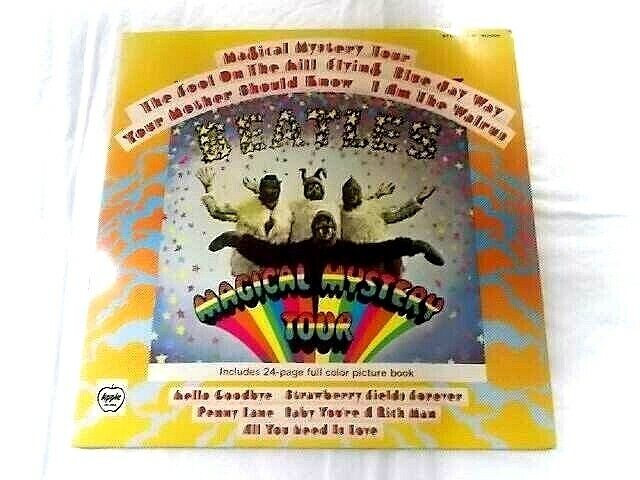 Magical Mystery Tour
The Fool On The Hill Flying Blue Jay Way
Your Mother Should Know I Am The Walrus
BEATLES
MAGICAL MYSTERY
TOUR
Includes 24-page full color picture book
Hello Goodbye Strawberry Fields Forever
Penny Lane Baby You're A Rich Man
All You Need Is Love
Apple